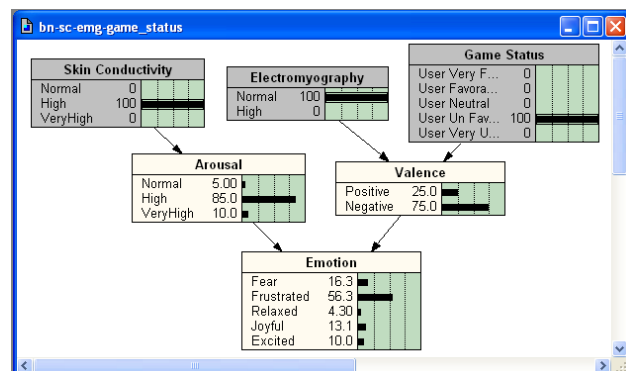 bn-sc-emg-game_status
Skin Conductivity
Normal 0
High 100
VeryHigh 0
Electromyography
Normal 100
High 0
Game Status
User Very F... 0
User Favora... 0
User Neutral 0
User Un Fav... 100
User Very U... 0
Arousal
Normal 5.00
High 85.0
VeryHigh 10.0
Valence
Positive 25.0
Negative 75.0
Emotion
Fear 16.3
Frustrated 56.3
Relaxed 4.30
Joyful 13.1
Excited 10.0